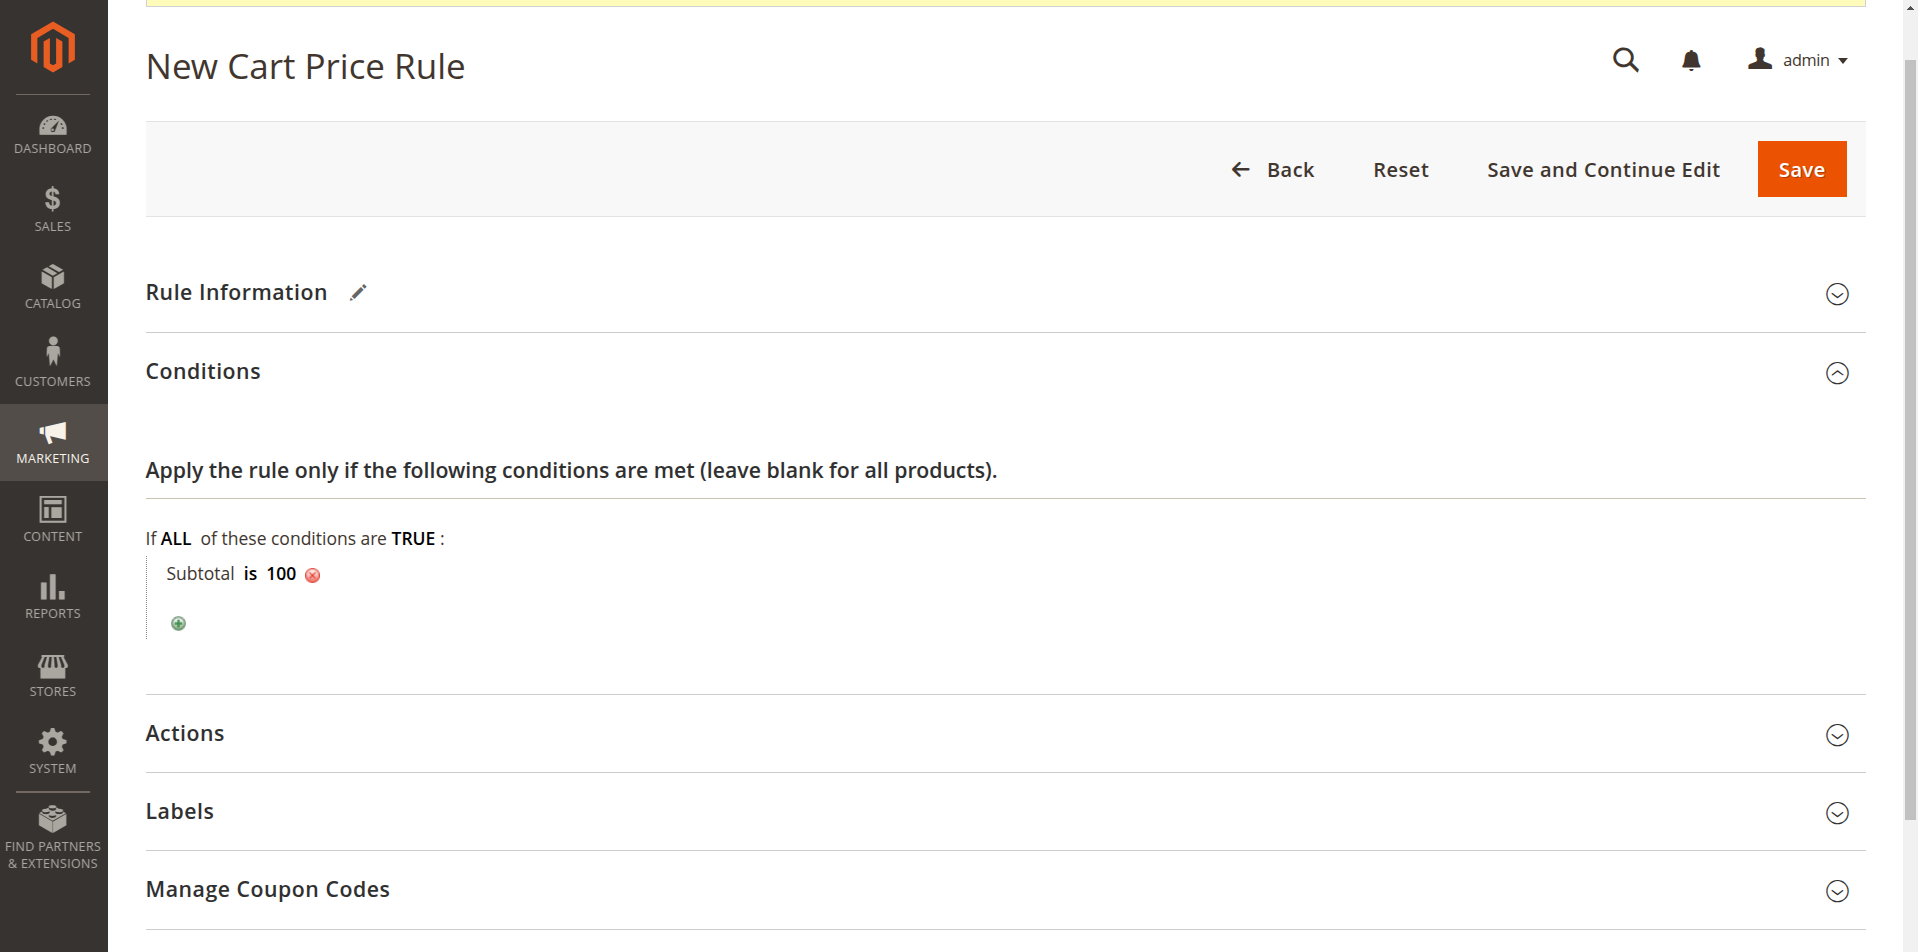 New Cart Price Rule
admin
DASHBOARD
SALES
CATALOG
CUSTOMERS
MARKETING
CONTENT
REPORTS
STORES
SYSTEM
FIND PARTNERS
& EXTENSIONS
Back
Reset
Save and Continue Edit
Save
Rule Information
Conditions
Apply the rule only if the following conditions are met (leave blank for all products).
If ALL of these conditions are TRUE :
Subtotal is 100
Actions
Labels
Manage Coupon Codes